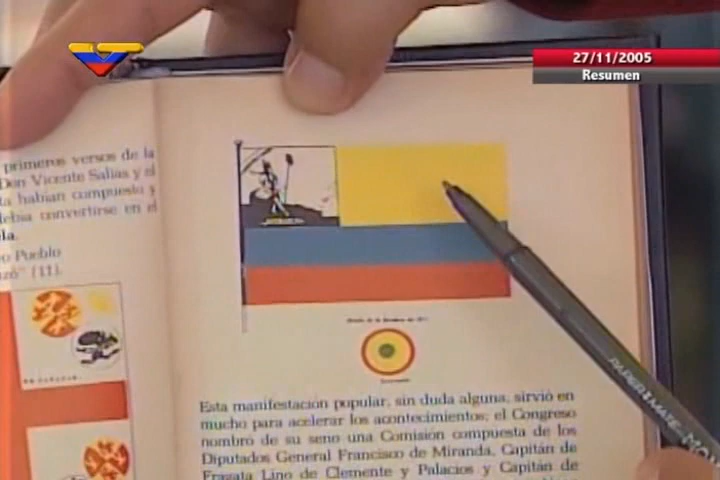 27/11/2005
Resumen
primeros versos de la
Don Vicente Salias y el
ta habían compuesto y
debía convertirse en el
la.
o Pueblo
nzó" (11).
Esta manifestación popular, sin duda alguna, sirvió en
mucho para acelerar los acontecimientos; el Congreso
nombro de su seno una Comisión compuesta de los
Diputados General Francisco de Miranda, Capitán de
Fragata Lino de Clemente y Palacios y Capitán de
PAPER MATE